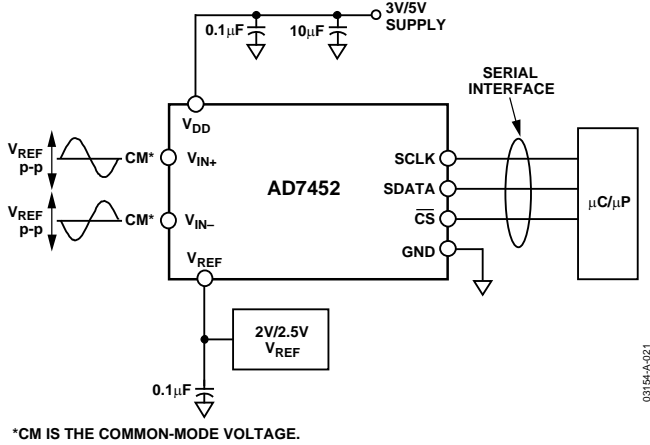 3V/5V
SUPPLY
0.1μF
10μF
SERIAL
INTERFACE
VDD
VREF
p-p
CM*
VIN+
SCLK
AD7452
SDATA
μC/μP
VREF
p-p
CM*
VIN–
CS
GND
VREF
2V/2.5V
VREF
0.1μF
03154-A-021
*CM IS THE COMMON-MODE VOLTAGE.